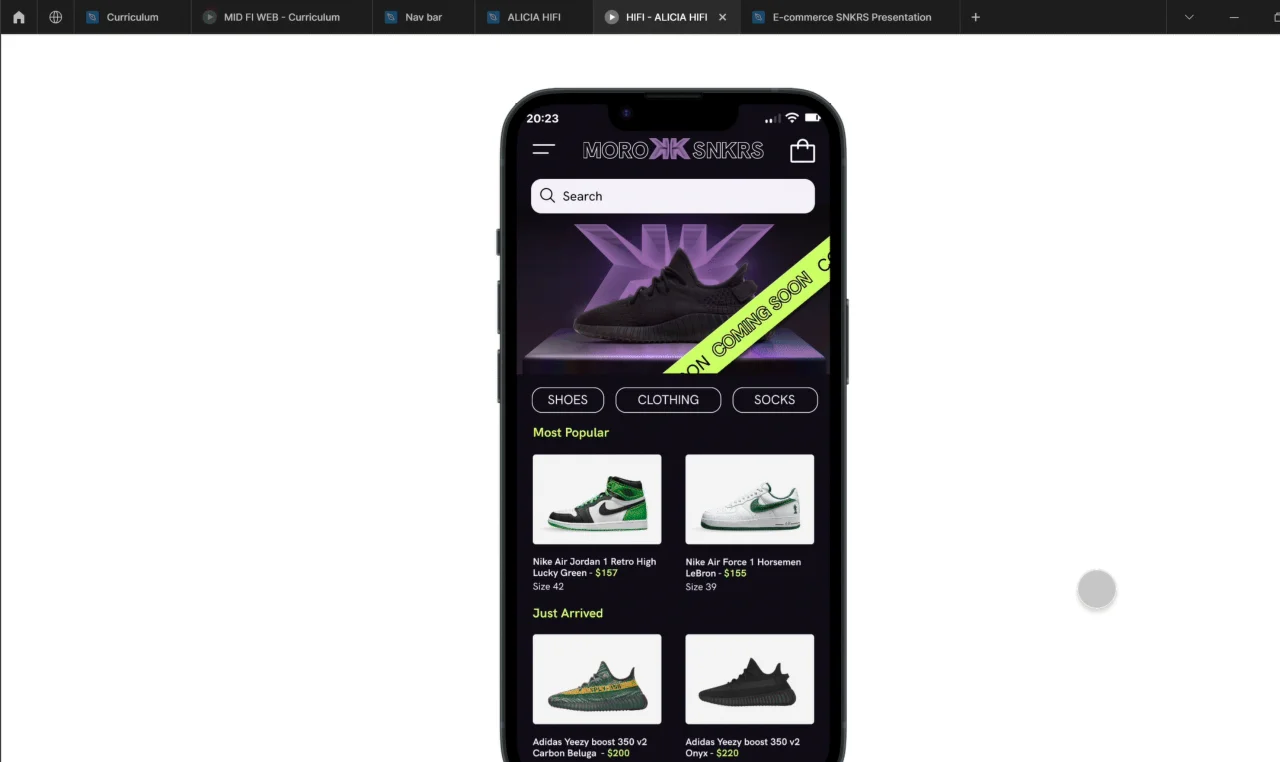 Curriculum
MID FI WEB - Curriculum
Nav bar
ALICIA HIFI
HIFI - ALICIA HIFI
E-commerce SNKRS Presentation
20:23
MORO KK SNKRS
Search
COMING SOON
SHOES
CLOTHING
SOCKS
Most Popular
Nike Air Jordan 1 Retro High
Lucky Green - $157
Size 42
Nike Air Force 1 Horsemen
LeBron - $155
Size 39
Just Arrived
SPLY-350
Adidas Yeezy boost 350 v2
Carbon Beluga - $200
Adidas Yeezy boost 350 v2
Onyx - $220